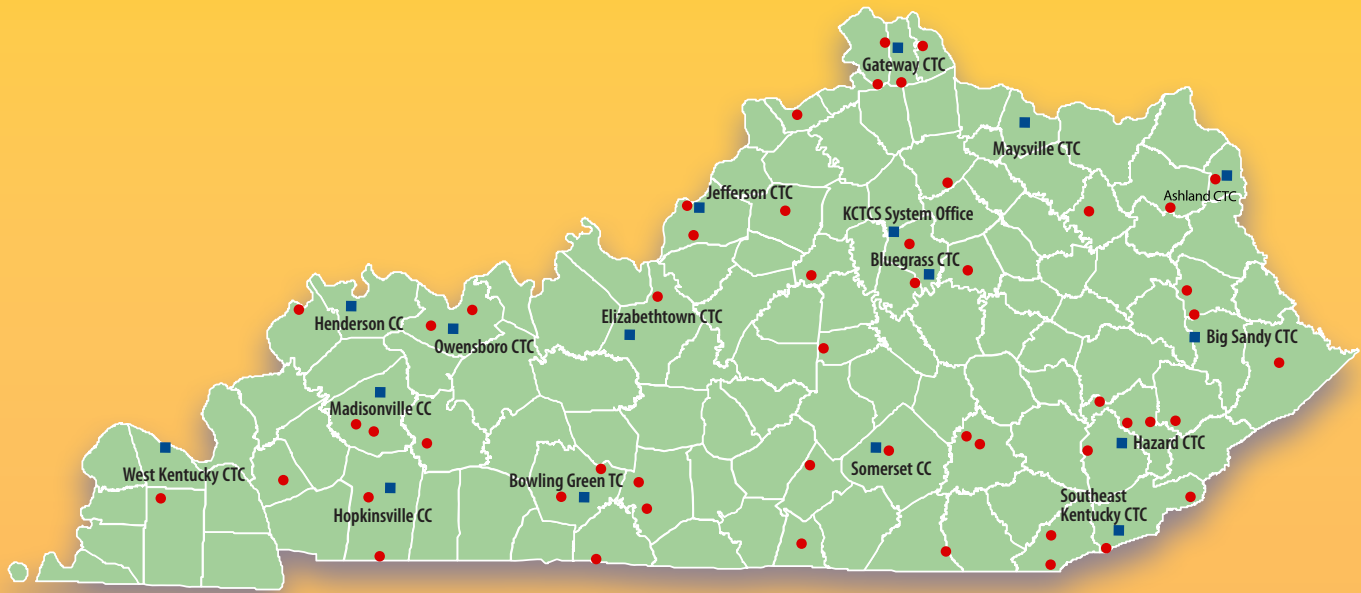 Gateway CTC
Maysville CTC
Jefferson CTC
Ashland CTC
KCTCS System Office
Bluegrass CTC
Henderson CC
Elizabethtown CTC
Owensboro CTC
Big Sandy CTC
Madisonville CC
Hazard CTC
West Kentucky CTC
Bowling Green TC
Somerset CC
Hopkinsville CC
Southeast
Kentucky CTC